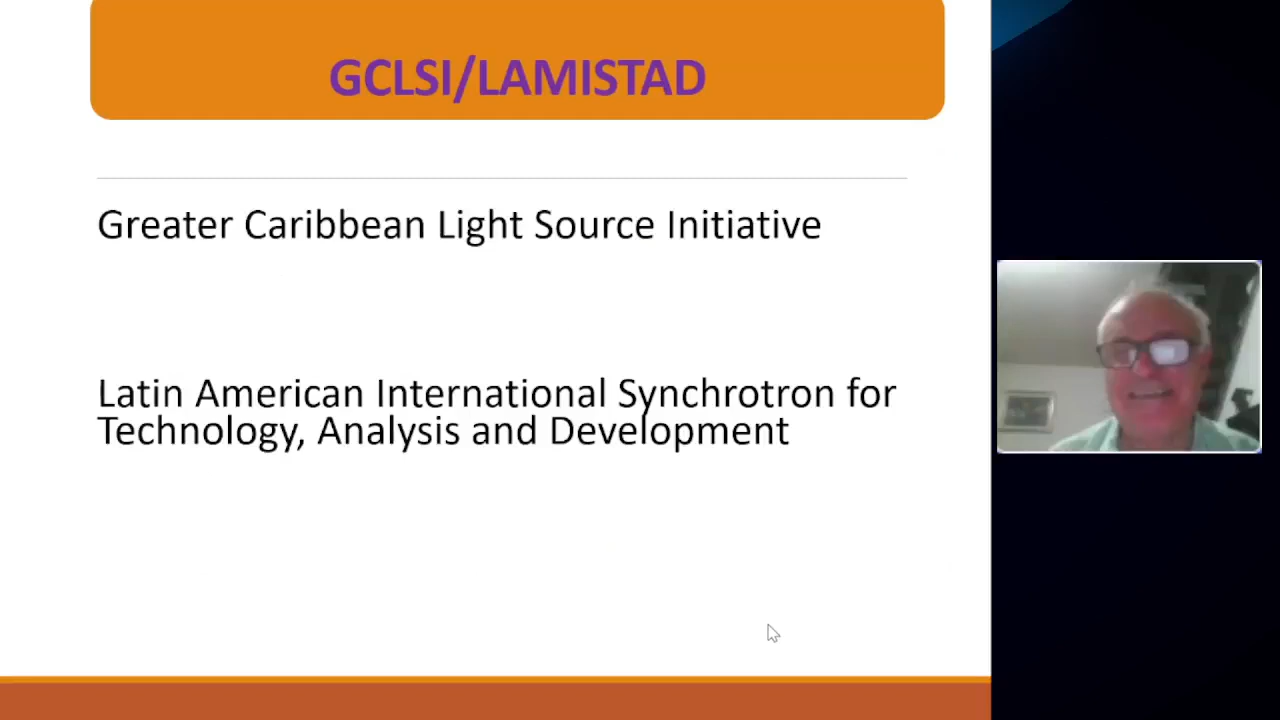 GCLSI/LAMISTAD
Greater Caribbean Light Source Initiative
Latin American International Synchrotron for
Technology, Analysis and Development